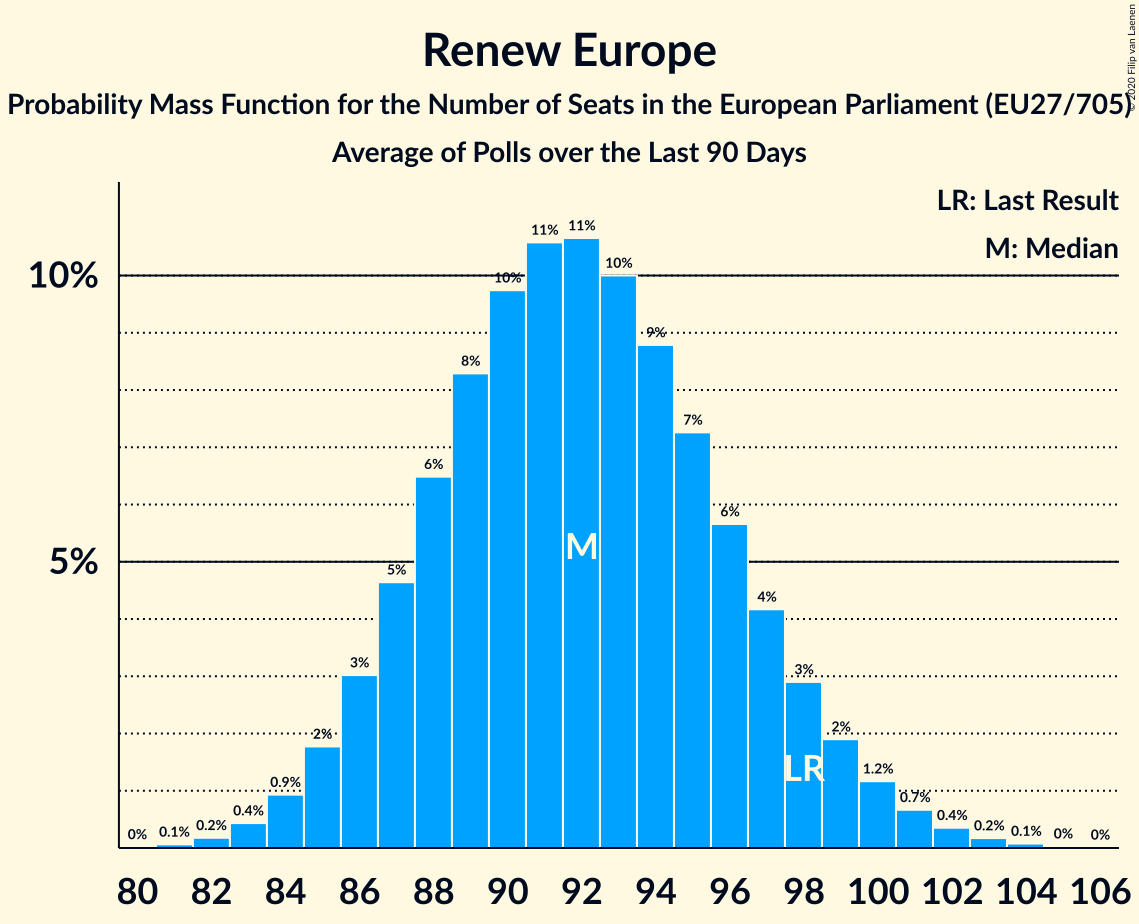 Renew Europe
Probability Mass Function for the Number of Seats in the European Parliament (EU27/705)
Average of Polls over the Last 90 Days
© 2020 Filip van Laenen
LR: Last Result
M: Median
10%
5%
0% 0.1% 0.2% 0.4% 0.9% 2% 3% 5% 6% 8% 10% 11% 11% 10% 9% 7% 6% 4% 3% 2% 1.2% 0.7% 0.4% 0.2% 0.1% 0% 0%
M
LR
80 82 84 86 88 90 92 94 96 98 100 102 104 106